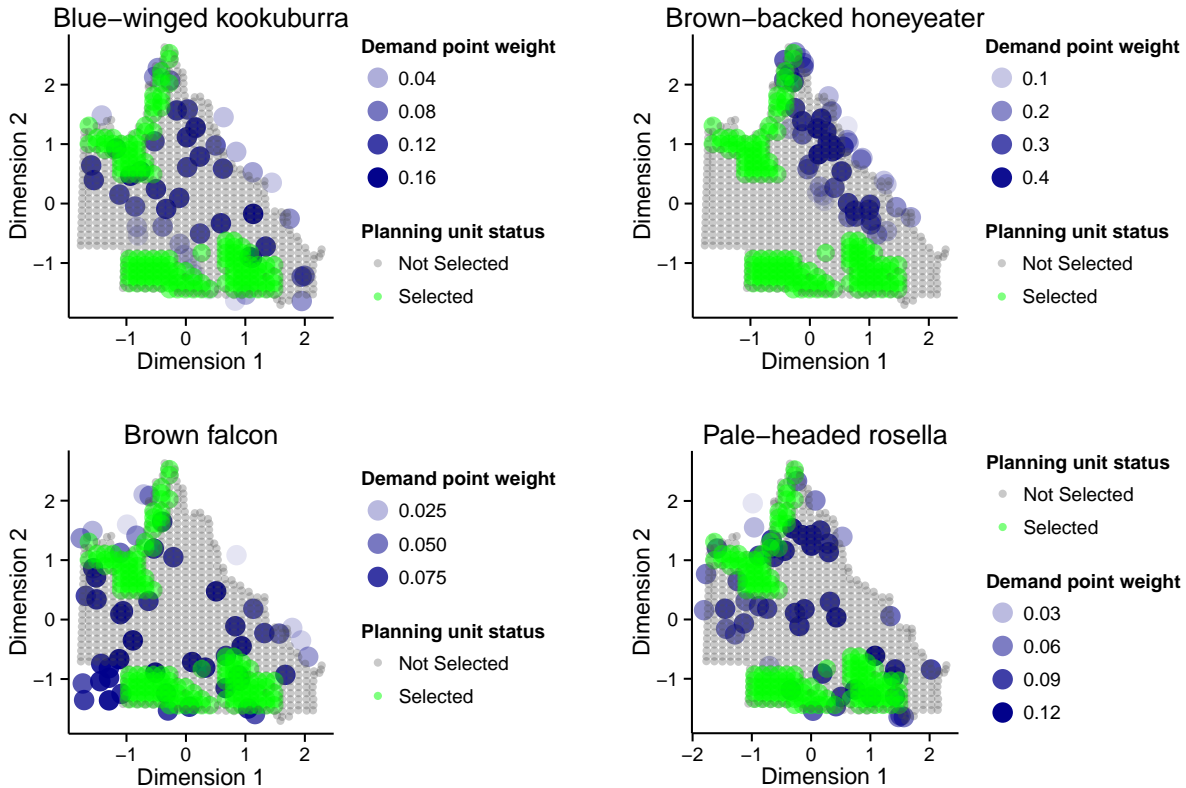 Blue−winged kookuburra
Dimension 2
2
1
0
−1
−1
0
1
2
Dimension 1
Demand point weight
0.04
0.08
0.12
0.16
Planning unit status
Not Selected
Selected
Brown−backed honeyeater
Dimension 2
2
1
0
−1
−1
0
1
2
Dimension 1
Demand point weight
0.1
0.2
0.3
0.4
Planning unit status
Not Selected
Selected
Brown falcon
Dimension 2
2
1
0
−1
−1
0
1
2
Dimension 1
Demand point weight
0.025
0.050
0.075
Planning unit status
Not Selected
Selected
Pale−headed rosella
Dimension 2
2
1
0
−1
−2
−1
0
1
2
Dimension 1
Planning unit status
Not Selected
Selected
Demand point weight
0.03
0.06
0.09
0.12